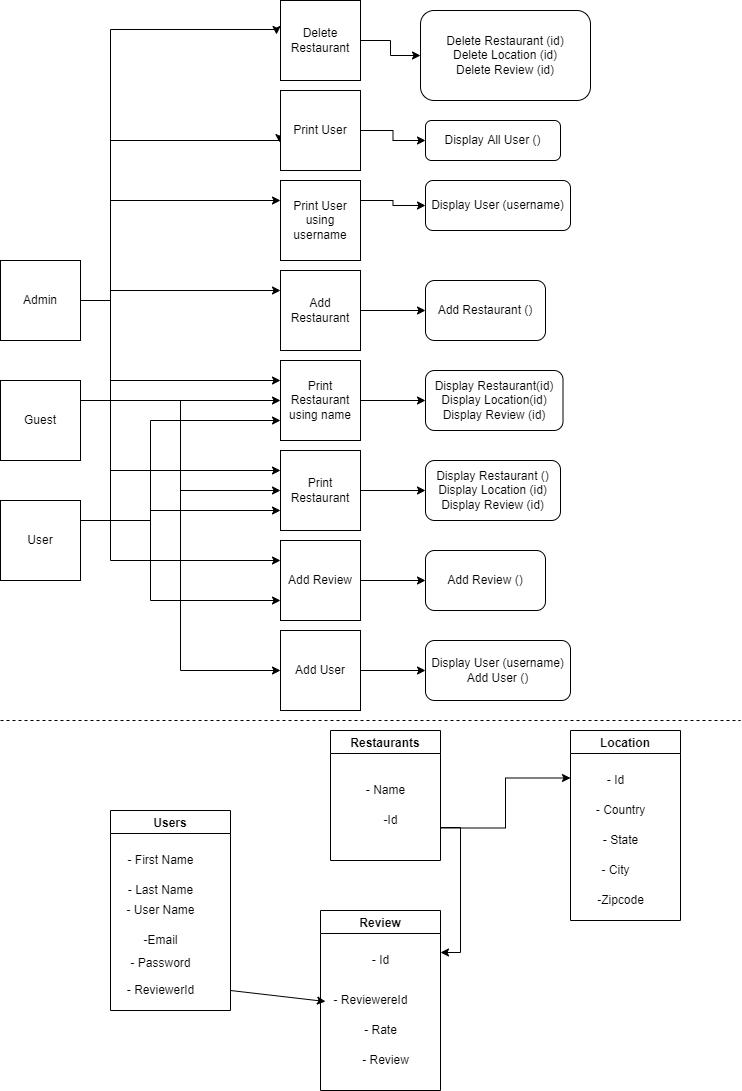 Delete
Restaurant
Delete Restaurant (id)
Delete Location (id)
Delete Review (id)
Print User
Display All User ()
Print User
using
username
Display User (username)
Admin
Add
Restaurant
Add Restaurant ()
Guest
Print
Restaurant
using name
Display Restaurant(id)
Display Location(id)
Display Review (id)
User
Print
Restaurant
Display Restaurant ()
Display Location (id)
Display Review (id)
Add Review
Add Review ()
Add User
Display User (username)
Add User ()
Restaurants
- Name
-Id
Location
- Id
- Country
- State
- City
-Zipcode
Users
- First Name
- Last Name
- User Name
-Email
- Password
- ReviewerId
Review
- Id
- ReviewereId
- Rate
- Review